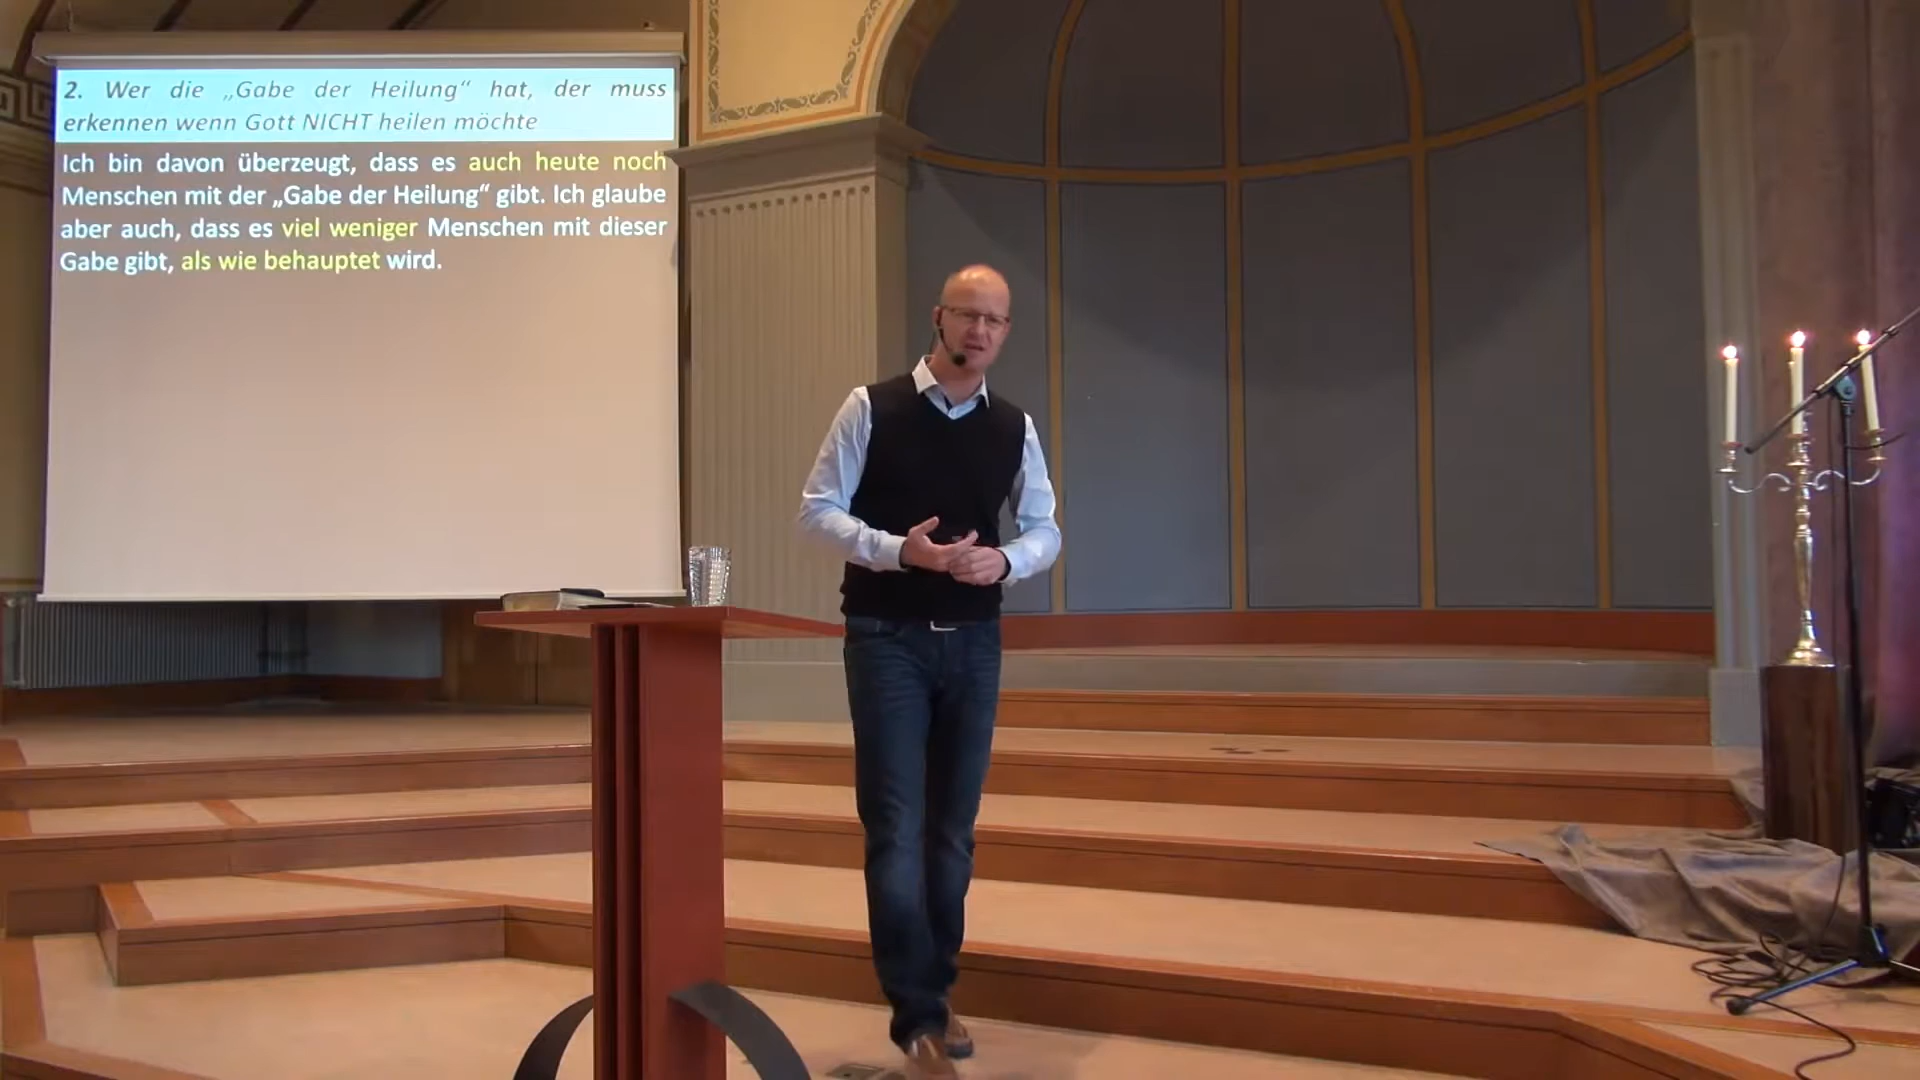 2. Wer die „Gabe der Heilung“ hat, der muss
erkennen wenn Gott NICHT heilen möchte
Ich bin davon überzeugt, dass es auch heute noch
Menschen mit der „Gabe der Heilung“ gibt. Ich glaube
aber auch, dass es viel weniger Menschen mit dieser
Gabe gibt, als wie behauptet wird.